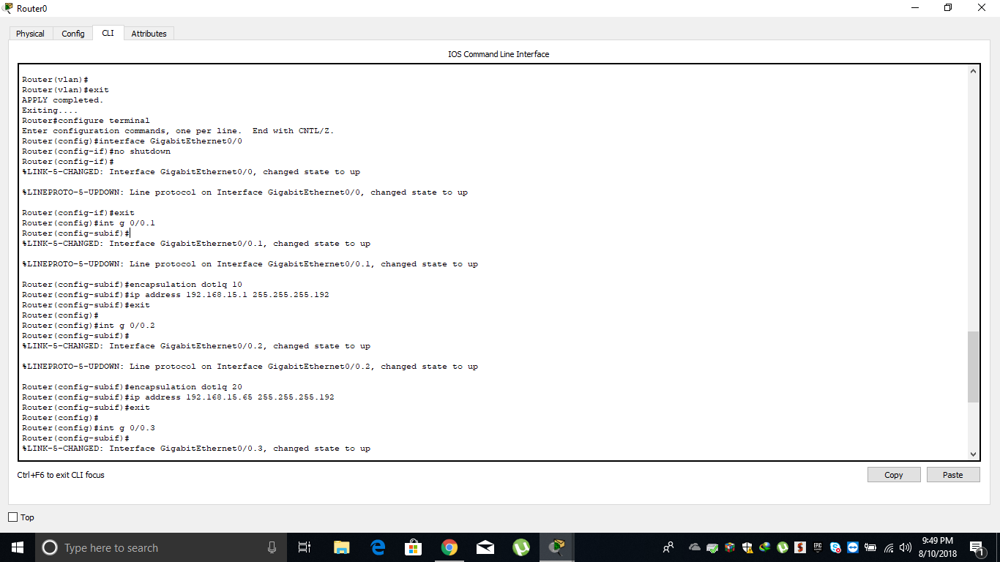 Router0
Physical
Config
CLI
Attributes
IOS Command Line Interface
Router(vlan)#
Router(vlan)#exit
APPLY completed.
Exiting....
Router#configure terminal
Enter configuration commands, one per line.  End with CNTL/Z.
Router(config)#interface GigabitEthernet0/0
Router(config-if)#no shutdown
Router(config-if)#
%LINK-5-CHANGED: Interface GigabitEthernet0/0, changed state to up
%LINEPROTO-5-UPDOWN: Line protocol on Interface GigabitEthernet0/0, changed state to up
Router(config-if)#exit
Router(config)#int g 0/0.1
Router(config-subif)#
%LINK-5-CHANGED: Interface GigabitEthernet0/0.1, changed state to up
%LINEPROTO-5-UPDOWN: Line protocol on Interface GigabitEthernet0/0.1, changed state to up
Router(config-subif)#encapsulation dot1q 10
Router(config-subif)#ip address 192.168.15.1 255.255.255.192
Router(config-subif)#exit
Router(config)#
Router(config)#int g 0/0.2
Router(config-subif)#
%LINK-5-CHANGED: Interface GigabitEthernet0/0.2, changed state to up
%LINEPROTO-5-UPDOWN: Line protocol on Interface GigabitEthernet0/0.2, changed state to up
Router(config-subif)#encapsulation dot1q 20
Router(config-subif)#ip address 192.168.15.65 255.255.255.192
Router(config-subif)#exit
Router(config)#
Router(config)#int g 0/0.3
Router(config-subif)#
%LINK-5-CHANGED: Interface GigabitEthernet0/0.3, changed state to up
Ctrl+F6 to exit CLI focus
Copy
Paste
Top
Type here to search
EPIC
9:49 PM
8/10/2018
1